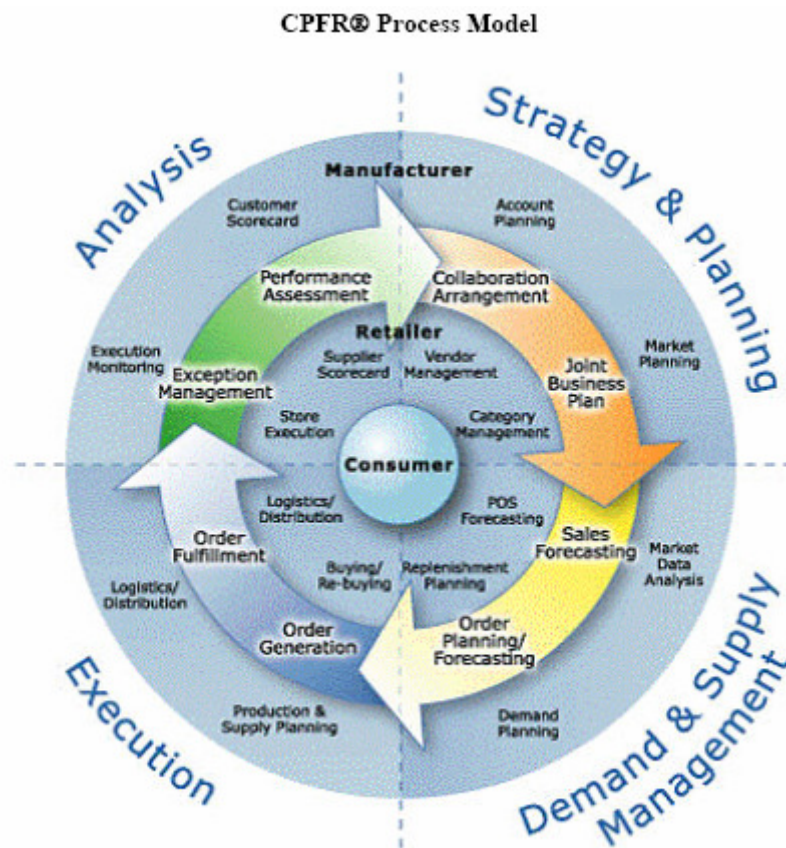 CPFR® Process Model
Analysis
Strategy & Planning
Manufacturer
Customer
Scorecard
Account
Planning
Performance
Assessment
Collaboration
Arrangement
Retailer
Execution
Monitoring
Exception
Management
Supplier
Scorecard
Vendor
Management
Joint
Business
Plan
Market
Planning
Store
Execution
Category
Management
Consumer
Logistics/
Distribution
POS
Forecasting
Order
Fulfillment
Sales
Forecasting
Market
Data
Analysis
Logistics/
Distribution
Buying/
Re-buying
Replenishment
Planning
Order
Generation
Order
Planning/
Forecasting
Production &
Supply Planning
Demand
Planning
Execution
Demand & Supply
Management